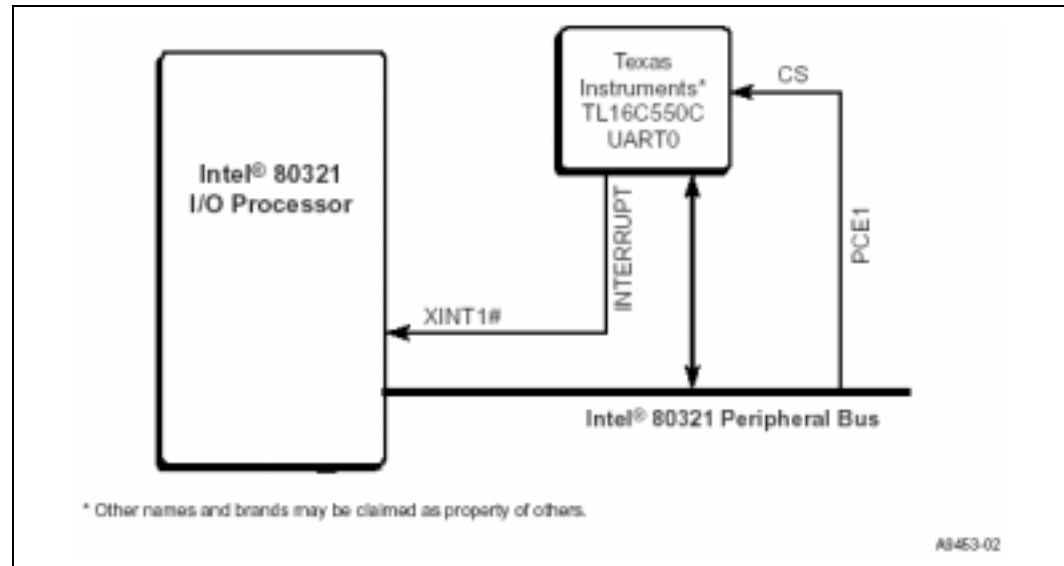 Texas
Instruments*
TL16C550C
UART0
CS
Intel® 80321
I/O Processor
INTERRUPT
PCE1
XINT1#
Intel® 80321 Peripheral Bus
* Other names and brands may be claimed as property of others.
A9453-02